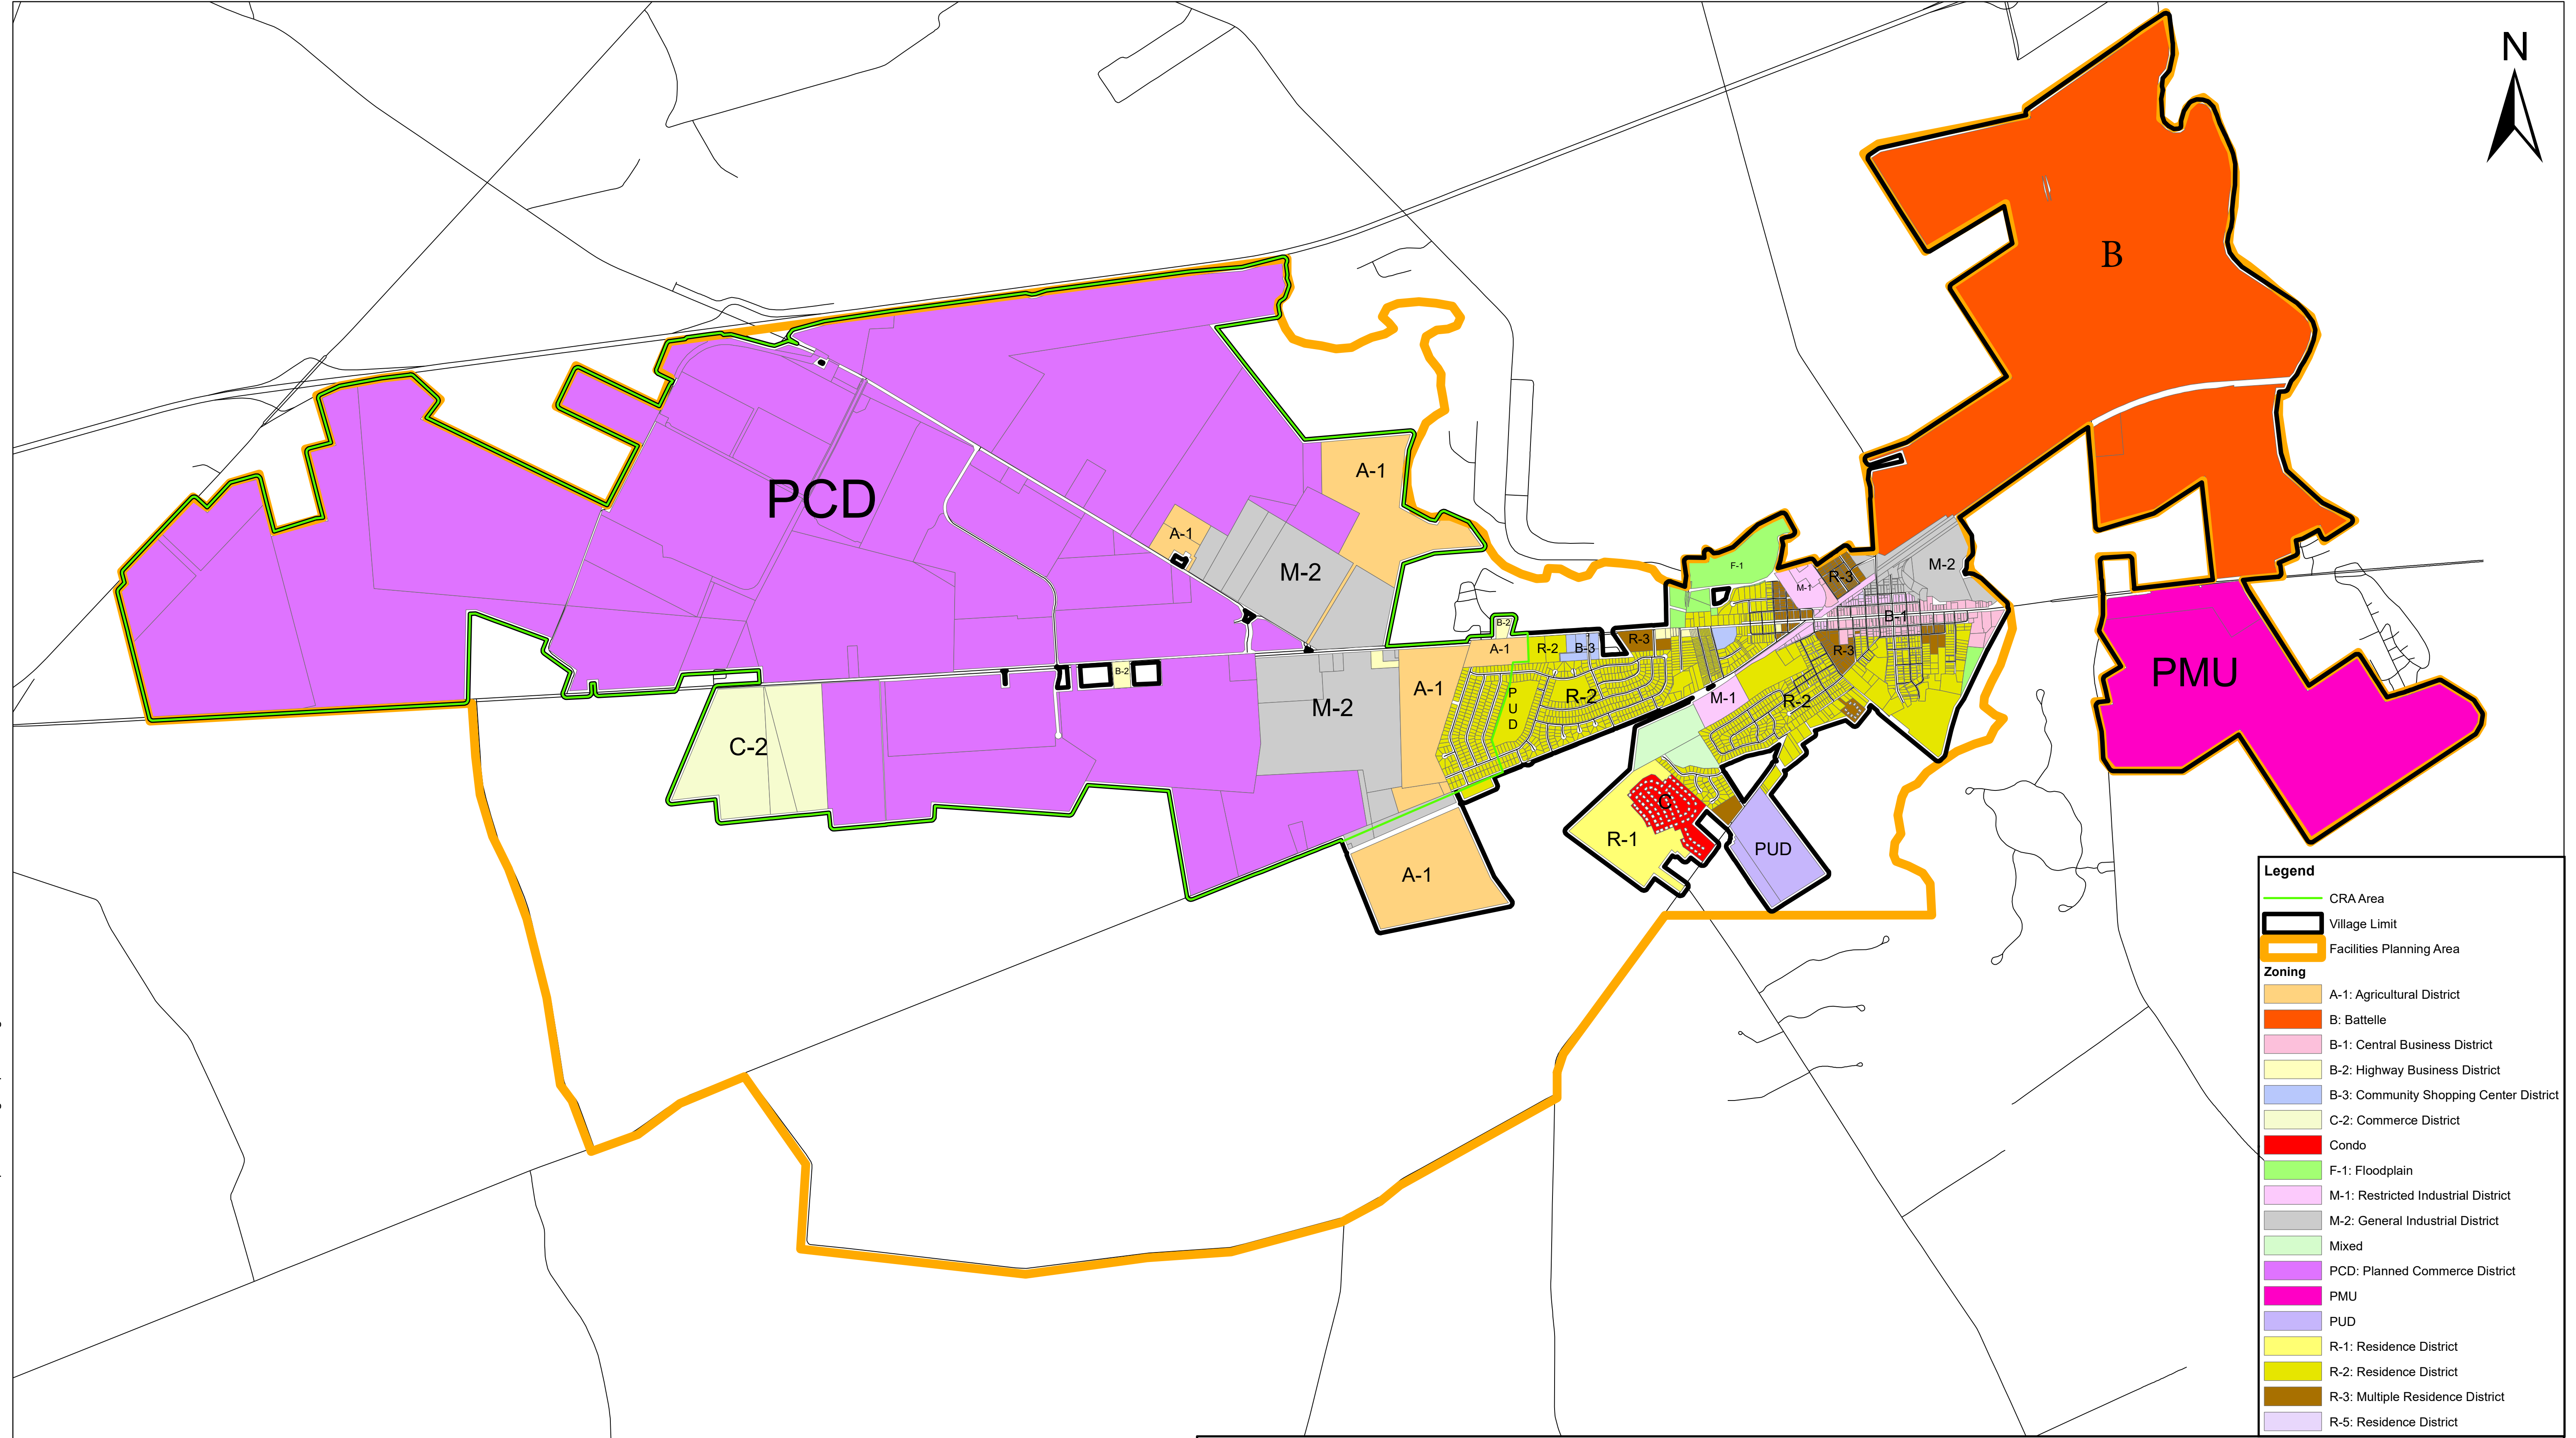 N
B
PCD
A-1
A-1
M-2
F-1
M-1
R-3
M-2
B-1
B-2
A-1
R-2
B-3
R-3
R-3
B-2
M-2
A-1
P
U
D
R-2
M-1
R-2
PMU
C-2
C
R-1
PUD
A-1
Legend
CRA Area
Village Limit
Facilities Planning Area
Zoning
A-1: Agricultural District
B: Battelle
B-1: Central Business District
B-2: Highway Business District
B-3: Community Shopping Center District
C-2: Commerce District
Condo
F-1: Floodplain
M-1: Restricted Industrial District
M-2: General Industrial District
Mixed
PCD: Planned Commerce District
PMU
PUD
R-1: Residence District
R-2: Residence District
R-3: Multiple Residence District
R-5: Residence District